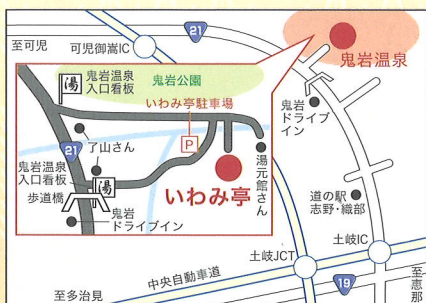 至可児
可児御嵩IC
21
鬼岩温泉
湯
鬼岩温泉
入口看板
鬼岩公園
いわみ亭駐車場
P
鬼岩
ドライブ
イン
了山さん
21
鬼岩温泉
入口看板
湯
歩道橋
いわみ亭
湯元館さん
鬼岩
ドライブイン
道の駅
志野・織部
土岐JCT
土岐IC
中央自動車道
19
至多治見
至恵那